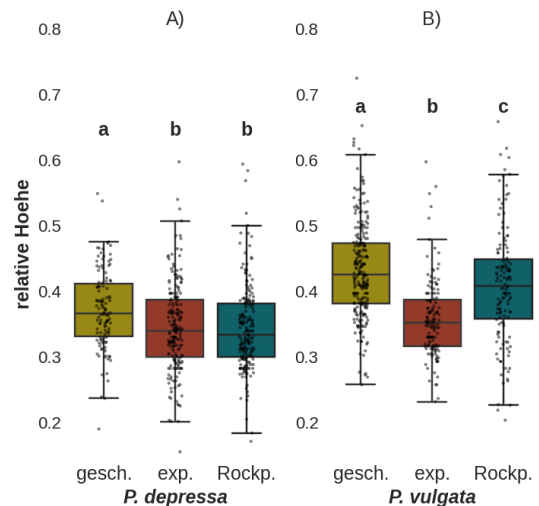 A)
B)
0.8
0.7
0.6
0.5
0.4
0.3
0.2
0.8
0.7
0.6
0.5
0.4
0.3
0.2
relative Hoehe
a b b
a b c
gesch. exp. Rockp.
gesch. exp. Rockp.
P. depressa
P. vulgata